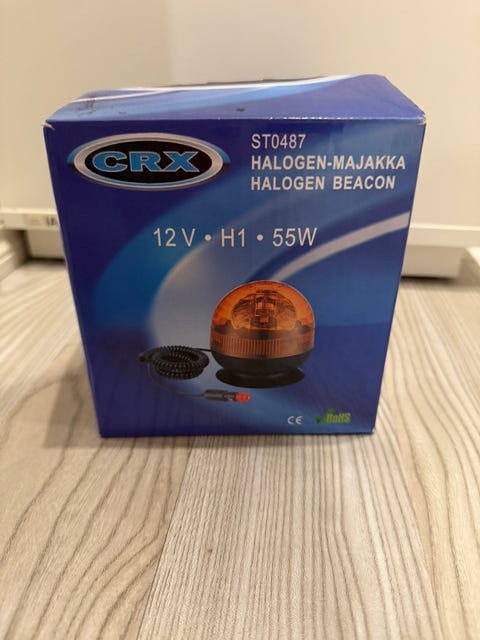 CRX
ST0487
HALOGEN-MAJAKKA
HALOGEN BEACON
12 V • H1 • 55W
CE
RoHS